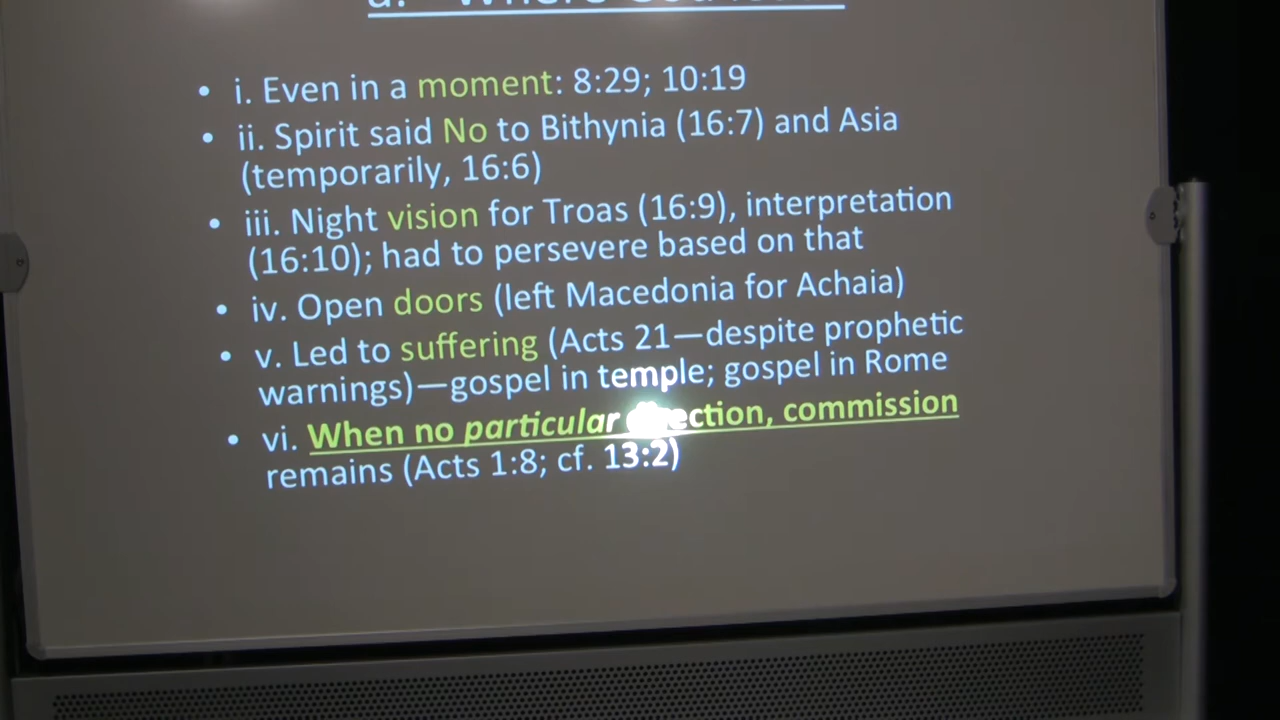 • i. Even in a moment: 8:29; 10:19
• ii. Spirit said No to Bithynia (16:7) and Asia
(temporarily, 16:6)
• iii. Night vision for Troas (16:9), interpretation
(16:10); had to persevere based on that
• iv. Open doors (left Macedonia for Achaia)
• v. Led to suffering (Acts 21—despite prophetic
warnings)—gospel in temple; gospel in Rome
• vi. When no particular direction, commission
remains (Acts 1:8; cf. 13:2)